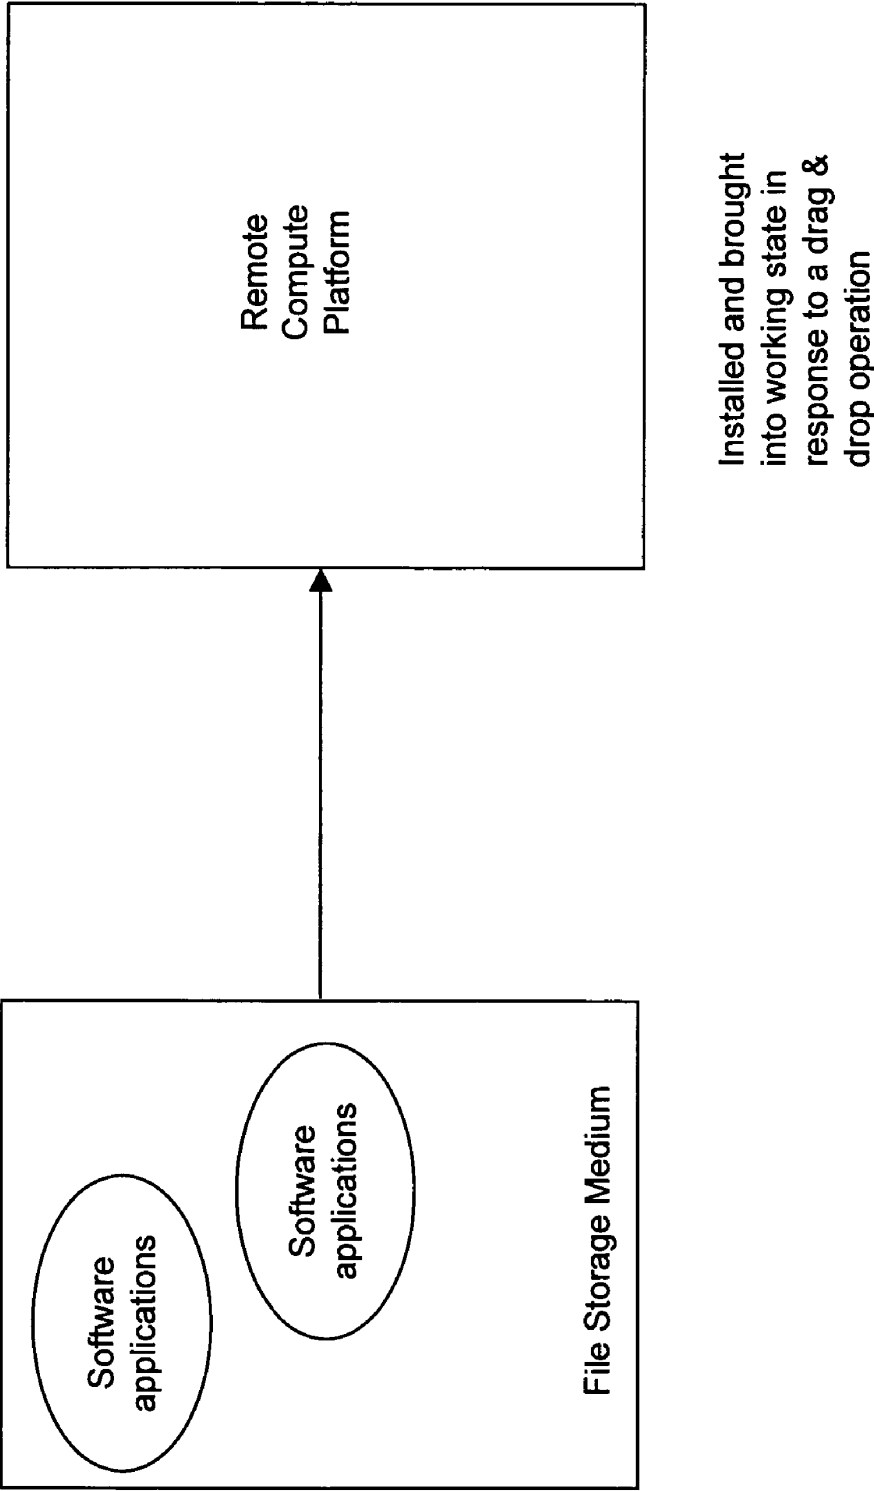 Software
applications
Software
applications
File Storage Medium
Remote
Compute
Platform
Installed and brought
into working state in
response to a drag &
drop operation